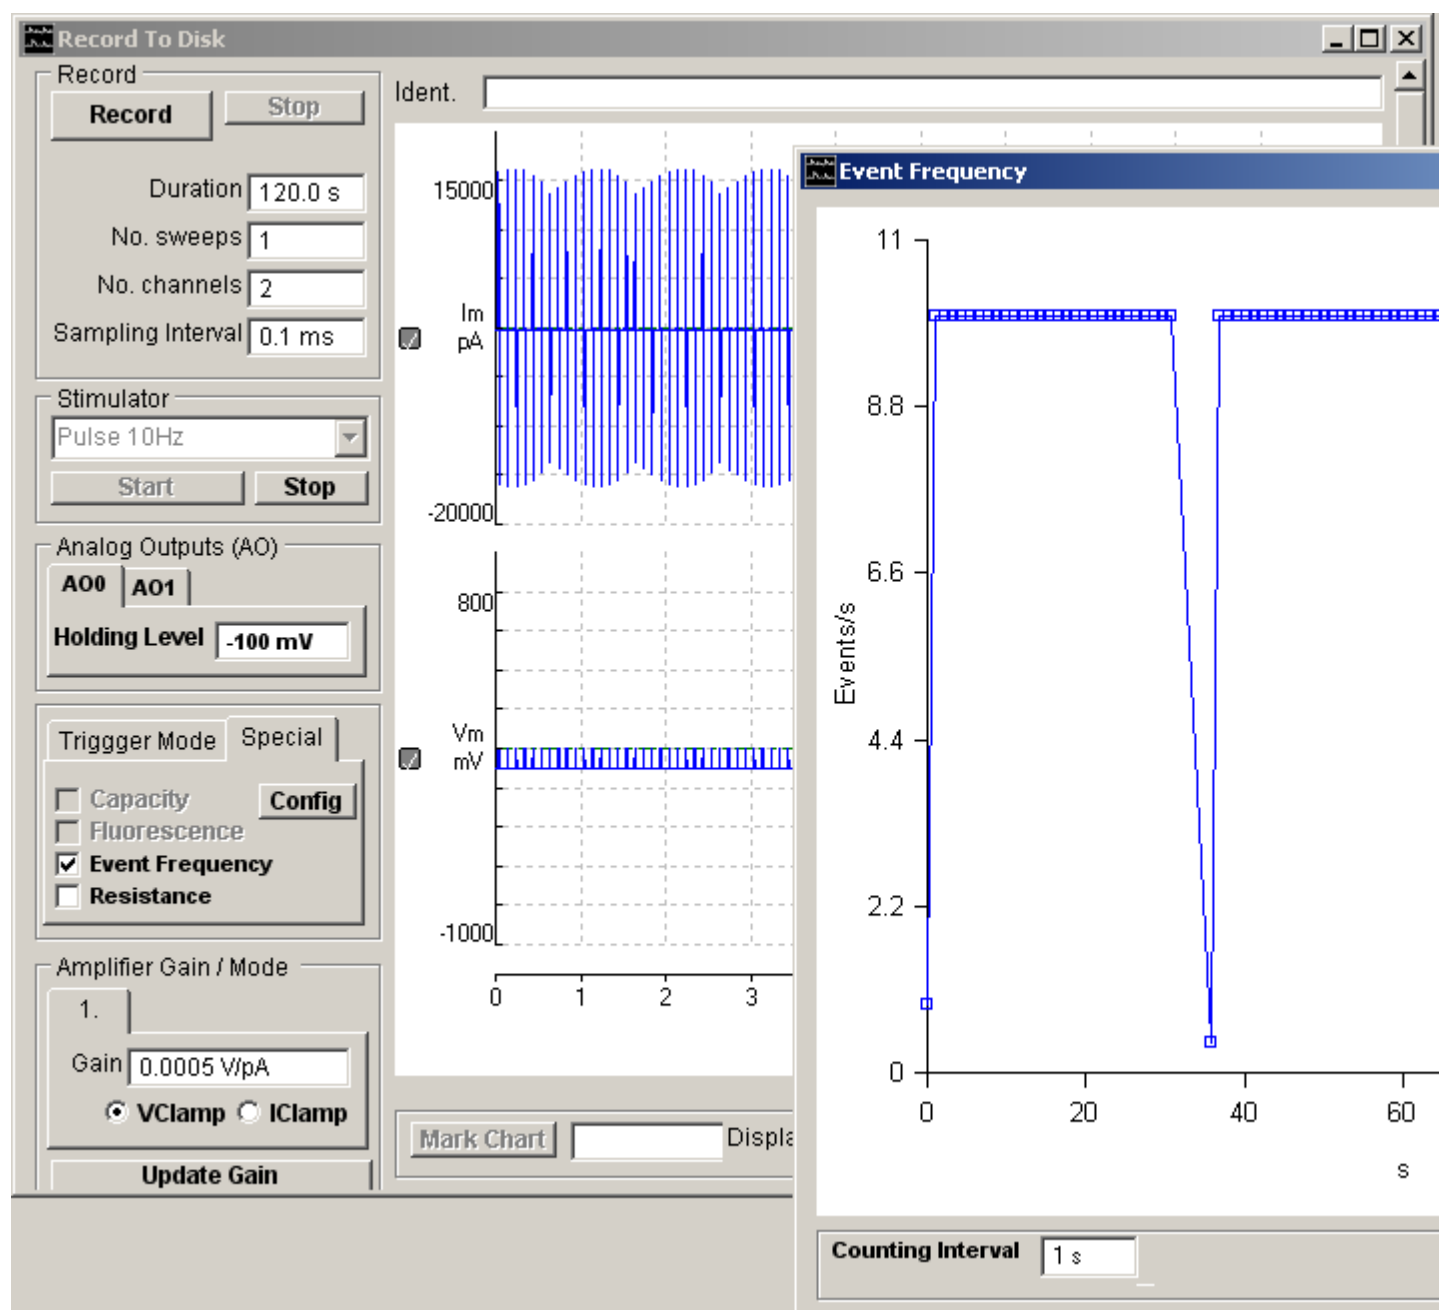 Record To Disk
Record
Record Stop
Duration 120.0 s
No. sweeps 1
No. channels 2
Sampling Interval 0.1 ms
Stimulator
Pulse 10Hz
Start Stop
Analog Outputs (AO)
AO0 AO1
Holding Level -100 mV
Triggger Mode Special
Capacity Config
Fluorescence
Event Frequency
Resistance
Amplifier Gain / Mode
1.
Gain 0.0005 V/pA
VClamp IClamp
Update Gain
Ident.
15000
Im
pA
-20000
800
Vm
mV
-1000
0 1 2 3
Mark Chart Displa
Event Frequency
11
8.8
6.6
Events/s
4.4
2.2
0
0 20 40 60
s
Counting Interval 1 s